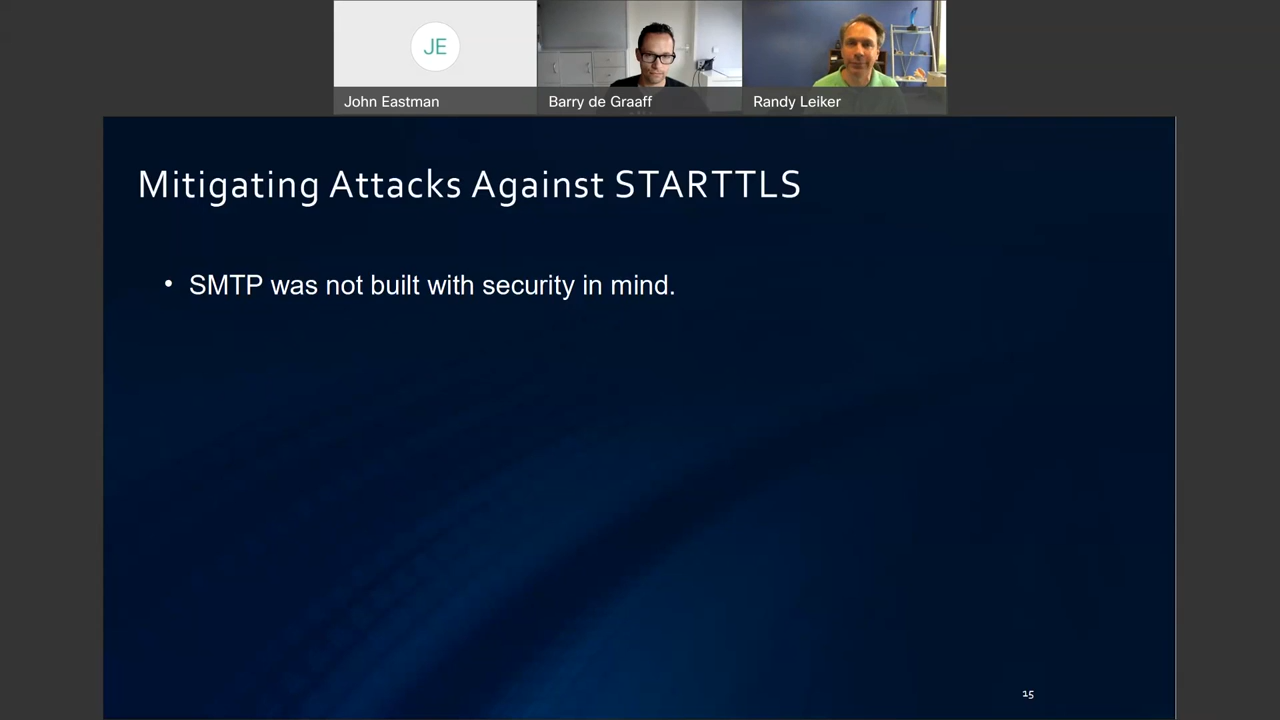 JE
John Eastman
Barry de Graaff
Randy Leiker
Mitigating Attacks Against STARTTLS
• SMTP was not built with security in mind.
15